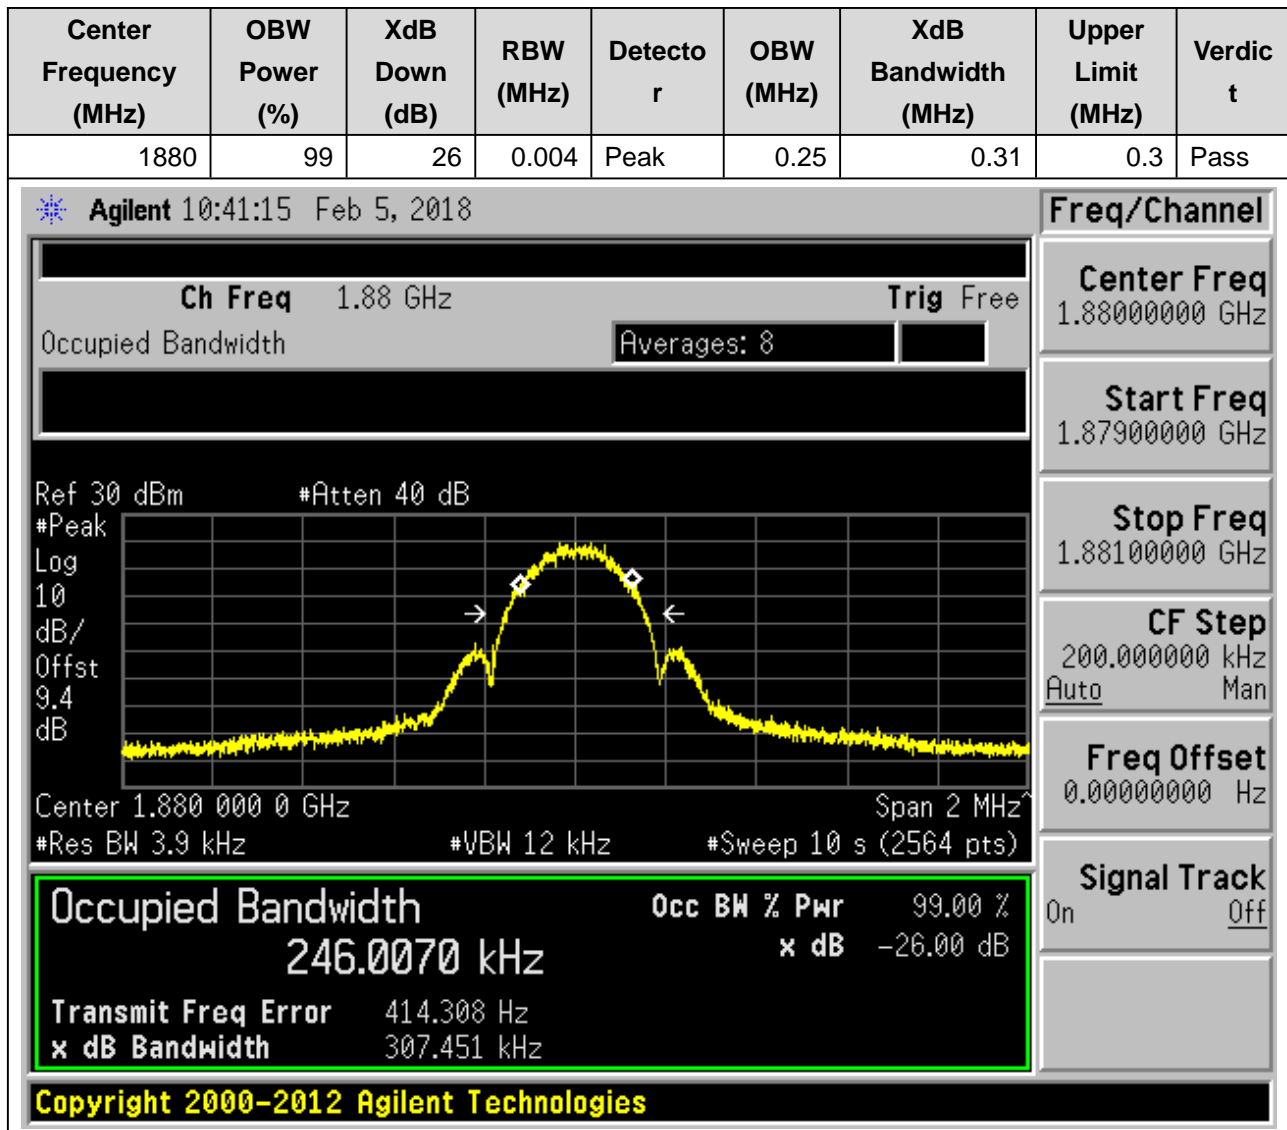 Center Frequency (MHz) OBW Power (%) XdB Down (dB) RBW (MHz) Detecto r OBW (MHz) XdB Bandwidth (MHz) Upper Limit (MHz) Verdic t
1880 99 26 0.004 Peak 0.25 0.31 0.3 Pass
Agilent 10:41:15 Feb 5, 2018
Freq/Channel
Ch Freq 1.88 GHz Trig Free
Occupied Bandwidth Averages: 8
Center Freq
1.88000000 GHz
Start Freq
1.87900000 GHz
Stop Freq
1.88100000 GHz
CF Step
200.000000 kHz
Auto Man
Freq Offset
0.00000000 Hz
Signal Track
On Off
Ref 30 dBm #Atten 40 dB
#Peak
Log
10
dB/
Offst
9.4
dB
Center 1.880 000 0 GHz Span 2 MHz^
#Res BW 3.9 kHz #VBW 12 kHz #Sweep 10 s (2564 pts)
Occupied Bandwidth Occ BW % Pwr 99.00 %
246.0070 kHz x dB -26.00 dB
Transmit Freq Error 414.308 Hz
x dB Bandwidth 307.451 kHz
Copyright 2000-2012 Agilent Technologies